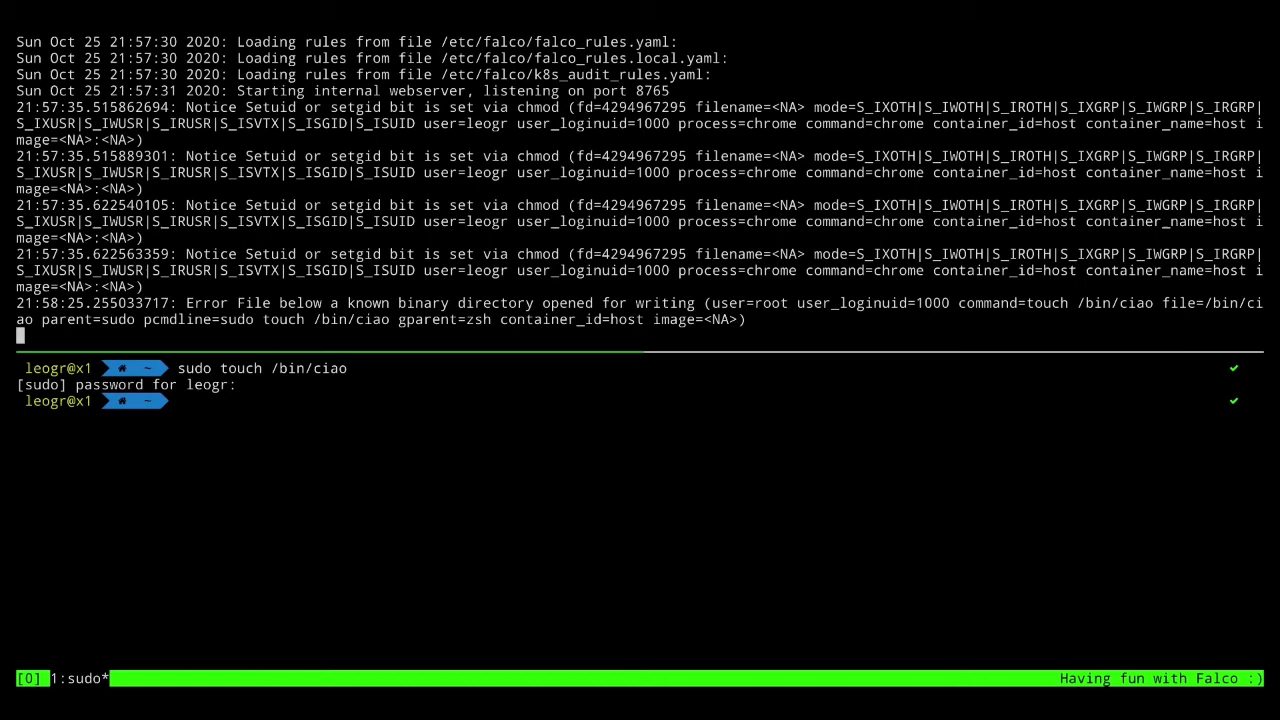 Sun Oct 25 21:57:30 2020: Loading rules from file /etc/falco/falco_rules.yaml:
Sun Oct 25 21:57:30 2020: Loading rules from file /etc/falco/falco_rules.local.yaml:
Sun Oct 25 21:57:30 2020: Loading rules from file /etc/falco/k8s_audit_rules.yaml:
Sun Oct 25 21:57:31 2020: Starting internal webserver, listening on port 8765
21:57:35.515862694: Notice Setuid or setgid bit is set via chmod (fd=4294967295 filename=<NA> mode=S_IXOTH|S_IWOTH|S_IROTH|S_IXGRP|S_IWGRP|S_IRGRP|
S_IXUSR|S_IWUSR|S_IRUSR|S_ISVTX|S_ISGID|S_ISUID user=leogr user_loginuid=1000 process=chrome command=chrome container_id=host container_name=host i
mage=<NA>:<NA>)
21:57:35.515889301: Notice Setuid or setgid bit is set via chmod (fd=4294967295 filename=<NA> mode=S_IXOTH|S_IWOTH|S_IROTH|S_IXGRP|S_IWGRP|S_IRGRP|
S_IXUSR|S_IWUSR|S_IRUSR|S_ISVTX|S_ISGID|S_ISUID user=leogr user_loginuid=1000 process=chrome command=chrome container_id=host container_name=host i
mage=<NA>:<NA>)
21:57:35.622540105: Notice Setuid or setgid bit is set via chmod (fd=4294967295 filename=<NA> mode=S_IXOTH|S_IWOTH|S_IROTH|S_IXGRP|S_IWGRP|S_IRGRP|
S_IXUSR|S_IWUSR|S_IRUSR|S_ISVTX|S_ISGID|S_ISUID user=leogr user_loginuid=1000 process=chrome command=chrome container_id=host container_name=host i
mage=<NA>:<NA>)
21:57:35.622563359: Notice Setuid or setgid bit is set via chmod (fd=4294967295 filename=<NA> mode=S_IXOTH|S_IWOTH|S_IROTH|S_IXGRP|S_IWGRP|S_IRGRP|
S_IXUSR|S_IWUSR|S_IRUSR|S_ISVTX|S_ISGID|S_ISUID user=leogr user_loginuid=1000 process=chrome command=chrome container_id=host container_name=host i
mage=<NA>:<NA>)
21:58:25.255033717: Error File below a known binary directory opened for writing (user=root user_loginuid=1000 command=touch /bin/ciao file=/bin/ci
ao parent=sudo pcmdline=sudo touch /bin/ciao gparent=zsh container_id=host image=<NA>)
leogr@x1 ~ sudo touch /bin/ciao ✔
[sudo] password for leogr:
leogr@x1 ~ ✔
[0] 1:sudo* Having fun with Falco :)